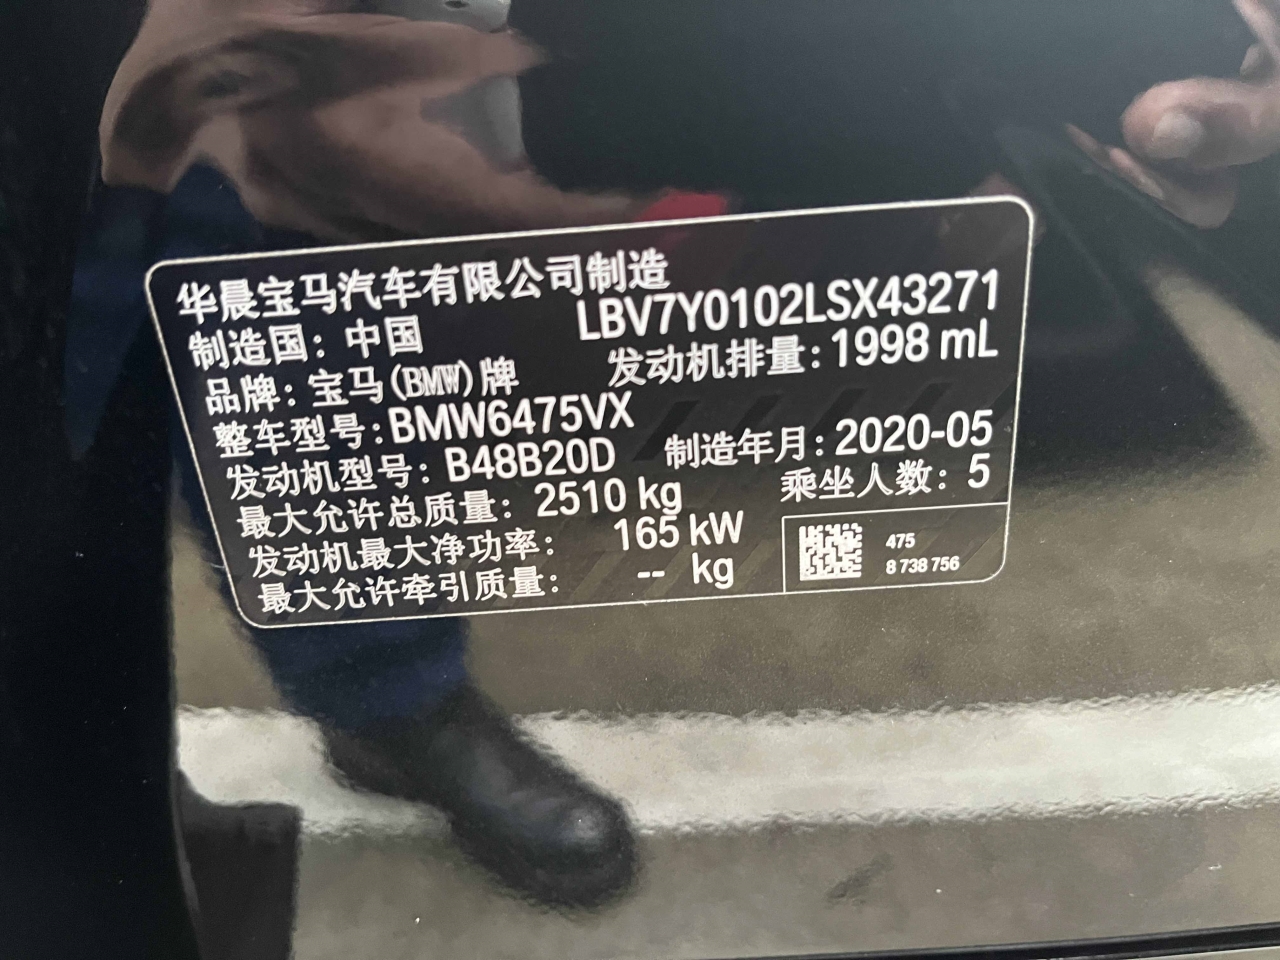 华晨宝马汽车有限公司制造
制造国：中国 LBV7Y0102LSX43271
品牌：宝马(BMW)牌 发动机排量：1998 mL
整车型号：BMW6475VX
发动机型号：B48B20D 制造年月：2020-05
最大允许总质量：2510 kg 乘坐人数：5
发动机最大净功率：165 kW
最大允许牵引质量：-- kg
475
8 738 756